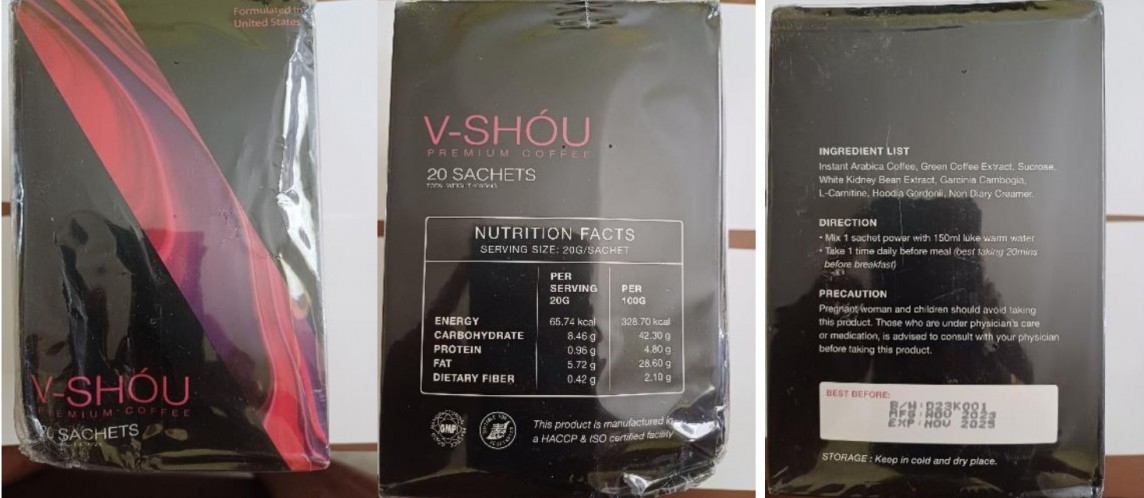 Formulated in
United States
V-SHÓU
PREMIUM COFFEE
20 SACHETS
V-SHÓU
PREMIUM COFFEE
20 SACHETS
NUTRITION FACTS
SERVING SIZE: 20G/SACHET
PER SERVING 20G PER 100G
ENERGY 65.74 kcal 328.70 kcal
CARBOHYDRATE 8.46 g 42.30 g
PROTEIN 0.96 g 4.80 g
FAT 5.72 g 28.60 g
DIETARY FIBER 0.42 g 2.10 g
GMP
This product is manufactured in
a HACCP & ISO certified facility
INGREDIENT LIST
Instant Arabica Coffee, Green Coffee Extract, Sucrose,
White Kidney Bean Extract, Garcinia Cambogia,
L-Carnitine, Hoodia Gordonii, Non Diary Creamer.
DIRECTION
• Mix 1 sachet power with 150ml luke warm water
• Take 1 time daily before meal (best taking 20mins
before breakfast)
PRECAUTION
Pregnant woman and children should avoid taking
this product. Those who are under physician's care
or medication, is advised to consult with your physician
before taking this product.
BEST BEFORE:
B/N: D23K001
MFG: NOV 2023
EXP: NOV 2025
STORAGE : Keep in cold and dry place.